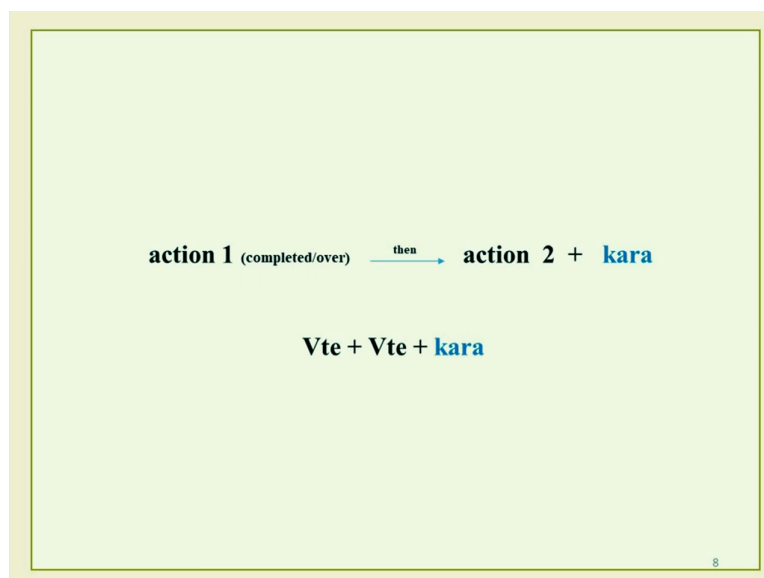 action 1 (completed/over) then action 2 + kara
Vte + Vte + kara
8